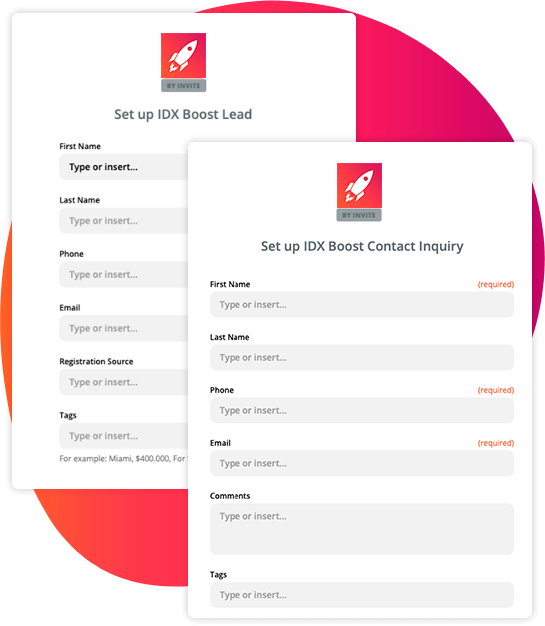 BY INVITE
Set up IDX Boost Lead
First Name
Type or insert...
Last Name
Type or insert...
Phone
Type or insert...
Email
Type or insert...
Registration Source
Type or insert...
Tags
Type or insert...
For example: Miami, $400.000, For
BY INVITE
Set up IDX Boost Contact Inquiry
First Name (required)
Type or insert...
Last Name
Type or insert...
Phone (required)
Type or insert...
Email (required)
Type or insert...
Comments
Type or insert...
Tags
Type or insert...